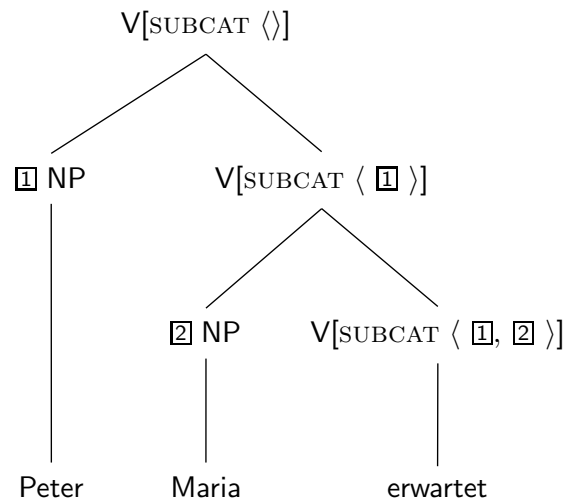 V[SUBCAT ⟨⟩]
1 NP V[SUBCAT ⟨ 1 ⟩]
2 NP V[SUBCAT ⟨ 1, 2 ⟩]
Peter Maria erwartet